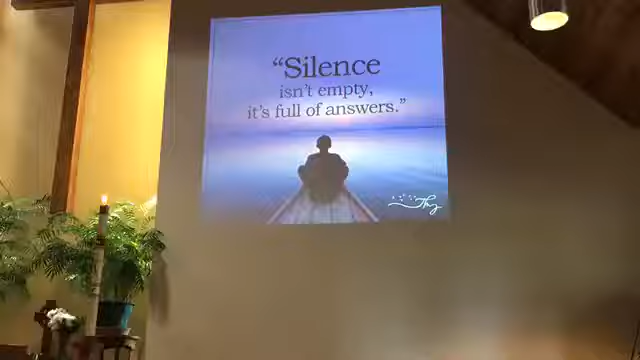 “Silence
isn’t empty,
it’s full of answers.”